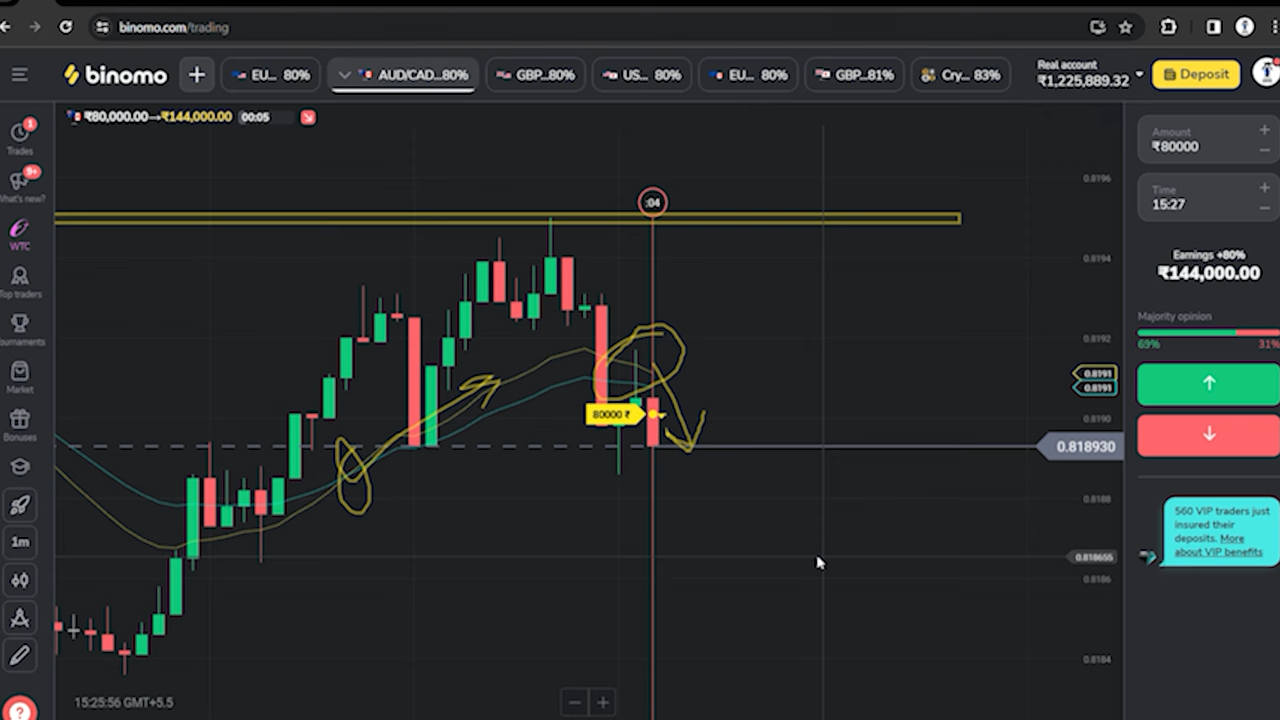 binomo.com/trading
binomo
EU... 80%
AUD/CAD...80%
GBP...80%
US... 80%
EU... 80%
GBP...81%
Cry... 83%
Real account
₹1,225,889.32
Deposit
₹80,000.00→₹144,000.00 00:05
1
Trades
9+
What's new?
WTC
Top traders
Tournaments
Market
Bonuses
1m
:04
80000 ₹
0.8196
0.8194
0.8192
0.8191
0.8191
0.8190
0.818930
0.8188
0.818655
0.8186
0.8184
15:25:56 GMT+5.5
Amount
₹80000
Time
15:27
Earnings +80%
₹144,000.00
Majority opinion
69% 31%
560 VIP traders just
insured their
deposits. More
about VIP benefits